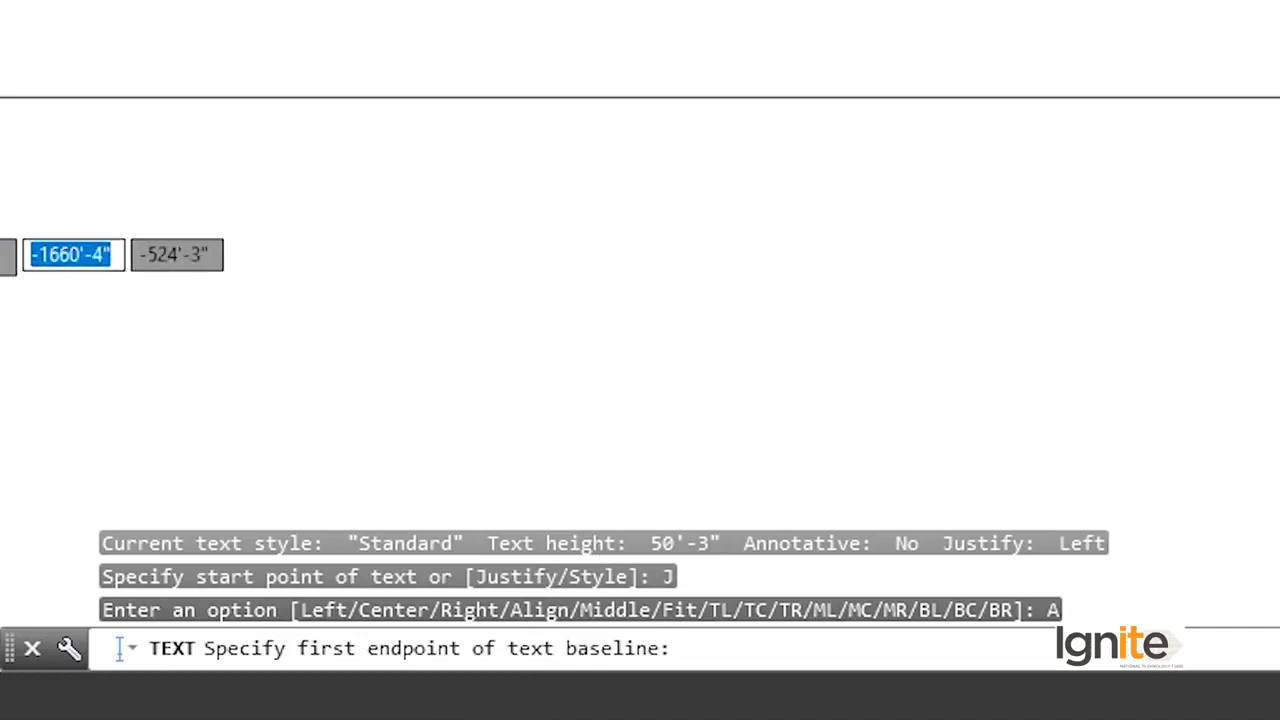 -1660'-4" -524'-3"
Current text style: "Standard" Text height: 50'-3" Annotative: No Justify: Left
Specify start point of text or [Justify/Style]: J
Enter an option [Left/Center/Right/Align/Middle/Fit/TL/TC/TR/ML/MC/MR/BL/BC/BR]: A
TEXT Specify first endpoint of text baseline:
Ignite